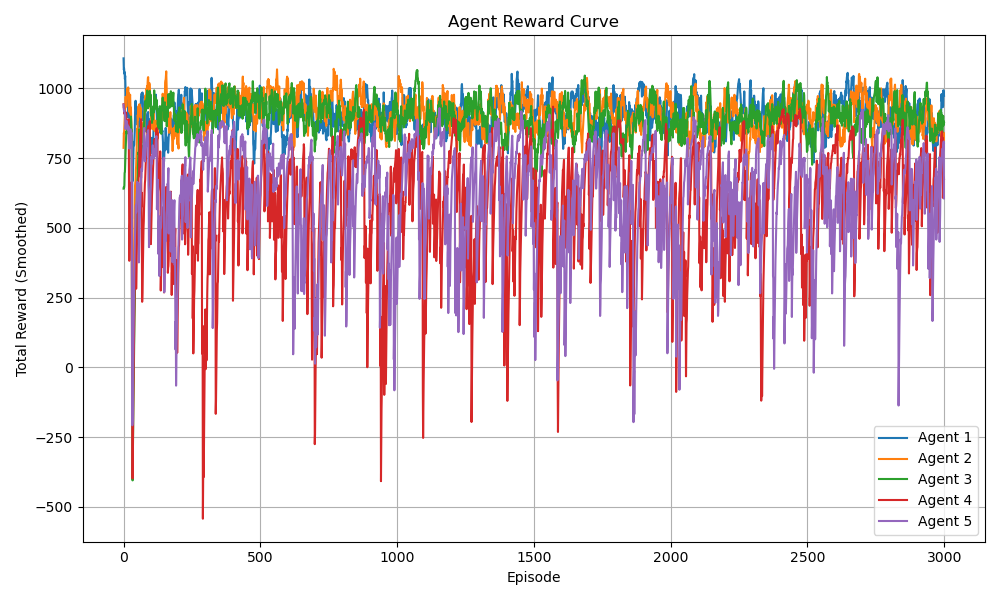 Agent Reward Curve
Total Reward (Smoothed)
1000
750
500
250
0
−250
−500
0 500 1000 1500 2000 2500 3000
Episode
Agent 1
Agent 2
Agent 3
Agent 4
Agent 5